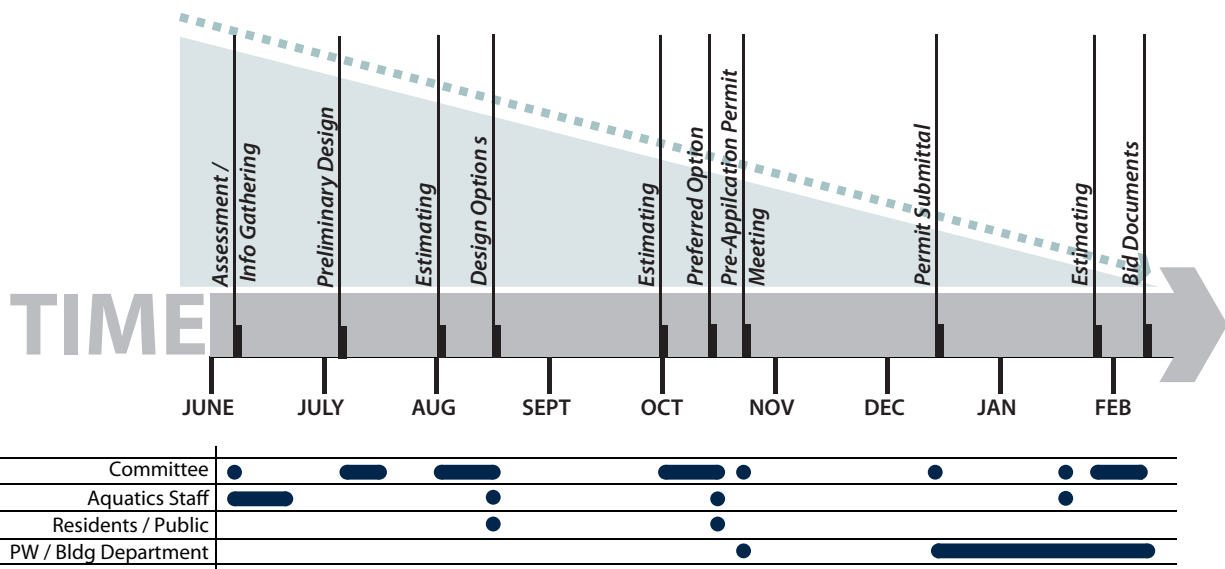 Assessment /
Info Gathering
Preliminary Design
Estimating
Design Option s
Estimating
Preferred Option
Pre-Appilcation Permit
Meeting
Permit Submittal
Estimating
Bid Documents
TIME
JUNE
JULY
AUG
SEPT
OCT
NOV
DEC
JAN
FEB
Committee
Aquatics Staff
Residents / Public
PW / Bldg Department